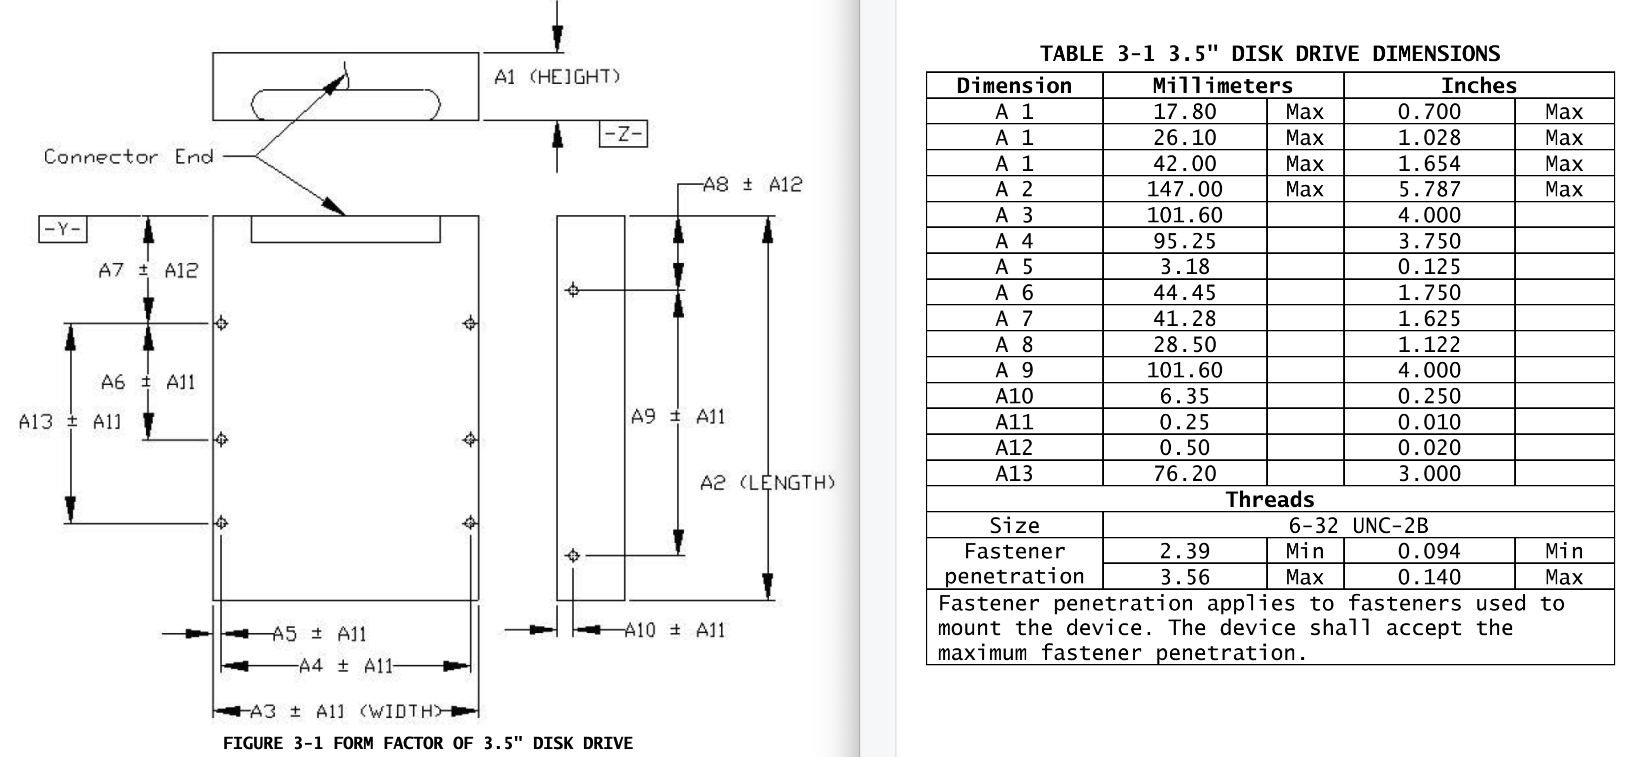 A1 (HEIGHT)
-Z-
Connector End
A8 ± A12
-Y-
A7 ± A12
A6 ± A11
A13 ± A11
A9 ± A11
A2 (LENGTH)
A5 ± A11
A10 ± A11
A4 ± A11
A3 ± A11 (WIDTH)
FIGURE 3-1 FORM FACTOR OF 3.5" DISK DRIVE
TABLE 3-1 3.5" DISK DRIVE DIMENSIONS
Dimension Millimeters Inches
A 1 17.80 Max 0.700 Max
A 1 26.10 Max 1.028 Max
A 1 42.00 Max 1.654 Max
A 2 147.00 Max 5.787 Max
A 3 101.60 4.000
A 4 95.25 3.750
A 5 3.18 0.125
A 6 44.45 1.750
A 7 41.28 1.625
A 8 28.50 1.122
A 9 101.60 4.000
A10 6.35 0.250
A11 0.25 0.010
A12 0.50 0.020
A13 76.20 3.000
Threads
Size 6-32 UNC-2B
Fastener 2.39 Min 0.094 Min
penetration 3.56 Max 0.140 Max
Fastener penetration applies to fasteners used to
mount the device. The device shall accept the
maximum fastener penetration.